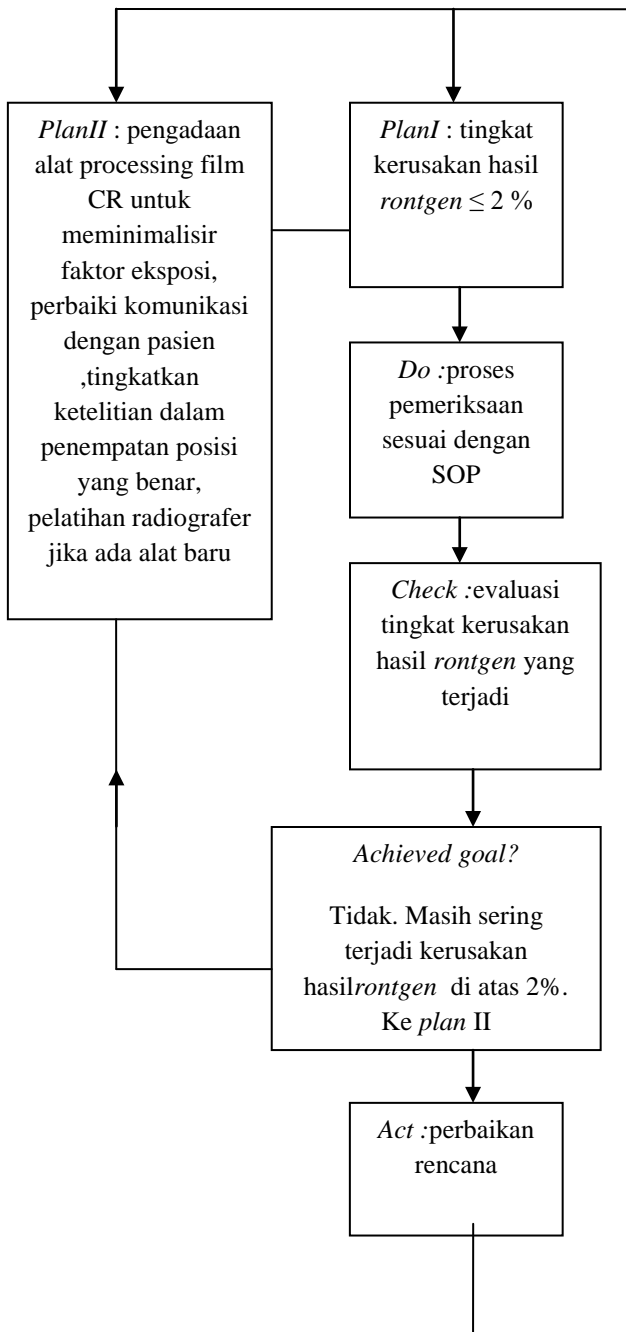 PlanII : pengadaan
alat processing film
CR untuk
meminimalisir
faktor eksposi,
perbaiki komunikasi
dengan pasien
,tingkatkan
ketelitian dalam
penempatan posisi
yang benar,
pelatihan radiografer
jika ada alat baru
PlanI : tingkat
kerusakan hasil
rontgen ≤ 2 %
Do :proses
pemeriksaan
sesuai dengan
SOP
Check :evaluasi
tingkat kerusakan
hasil rontgen yang
terjadi
Achieved goal?
Tidak. Masih sering
terjadi kerusakan
hasilrontgen di atas 2%.
Ke plan II
Act :perbaikan
rencana